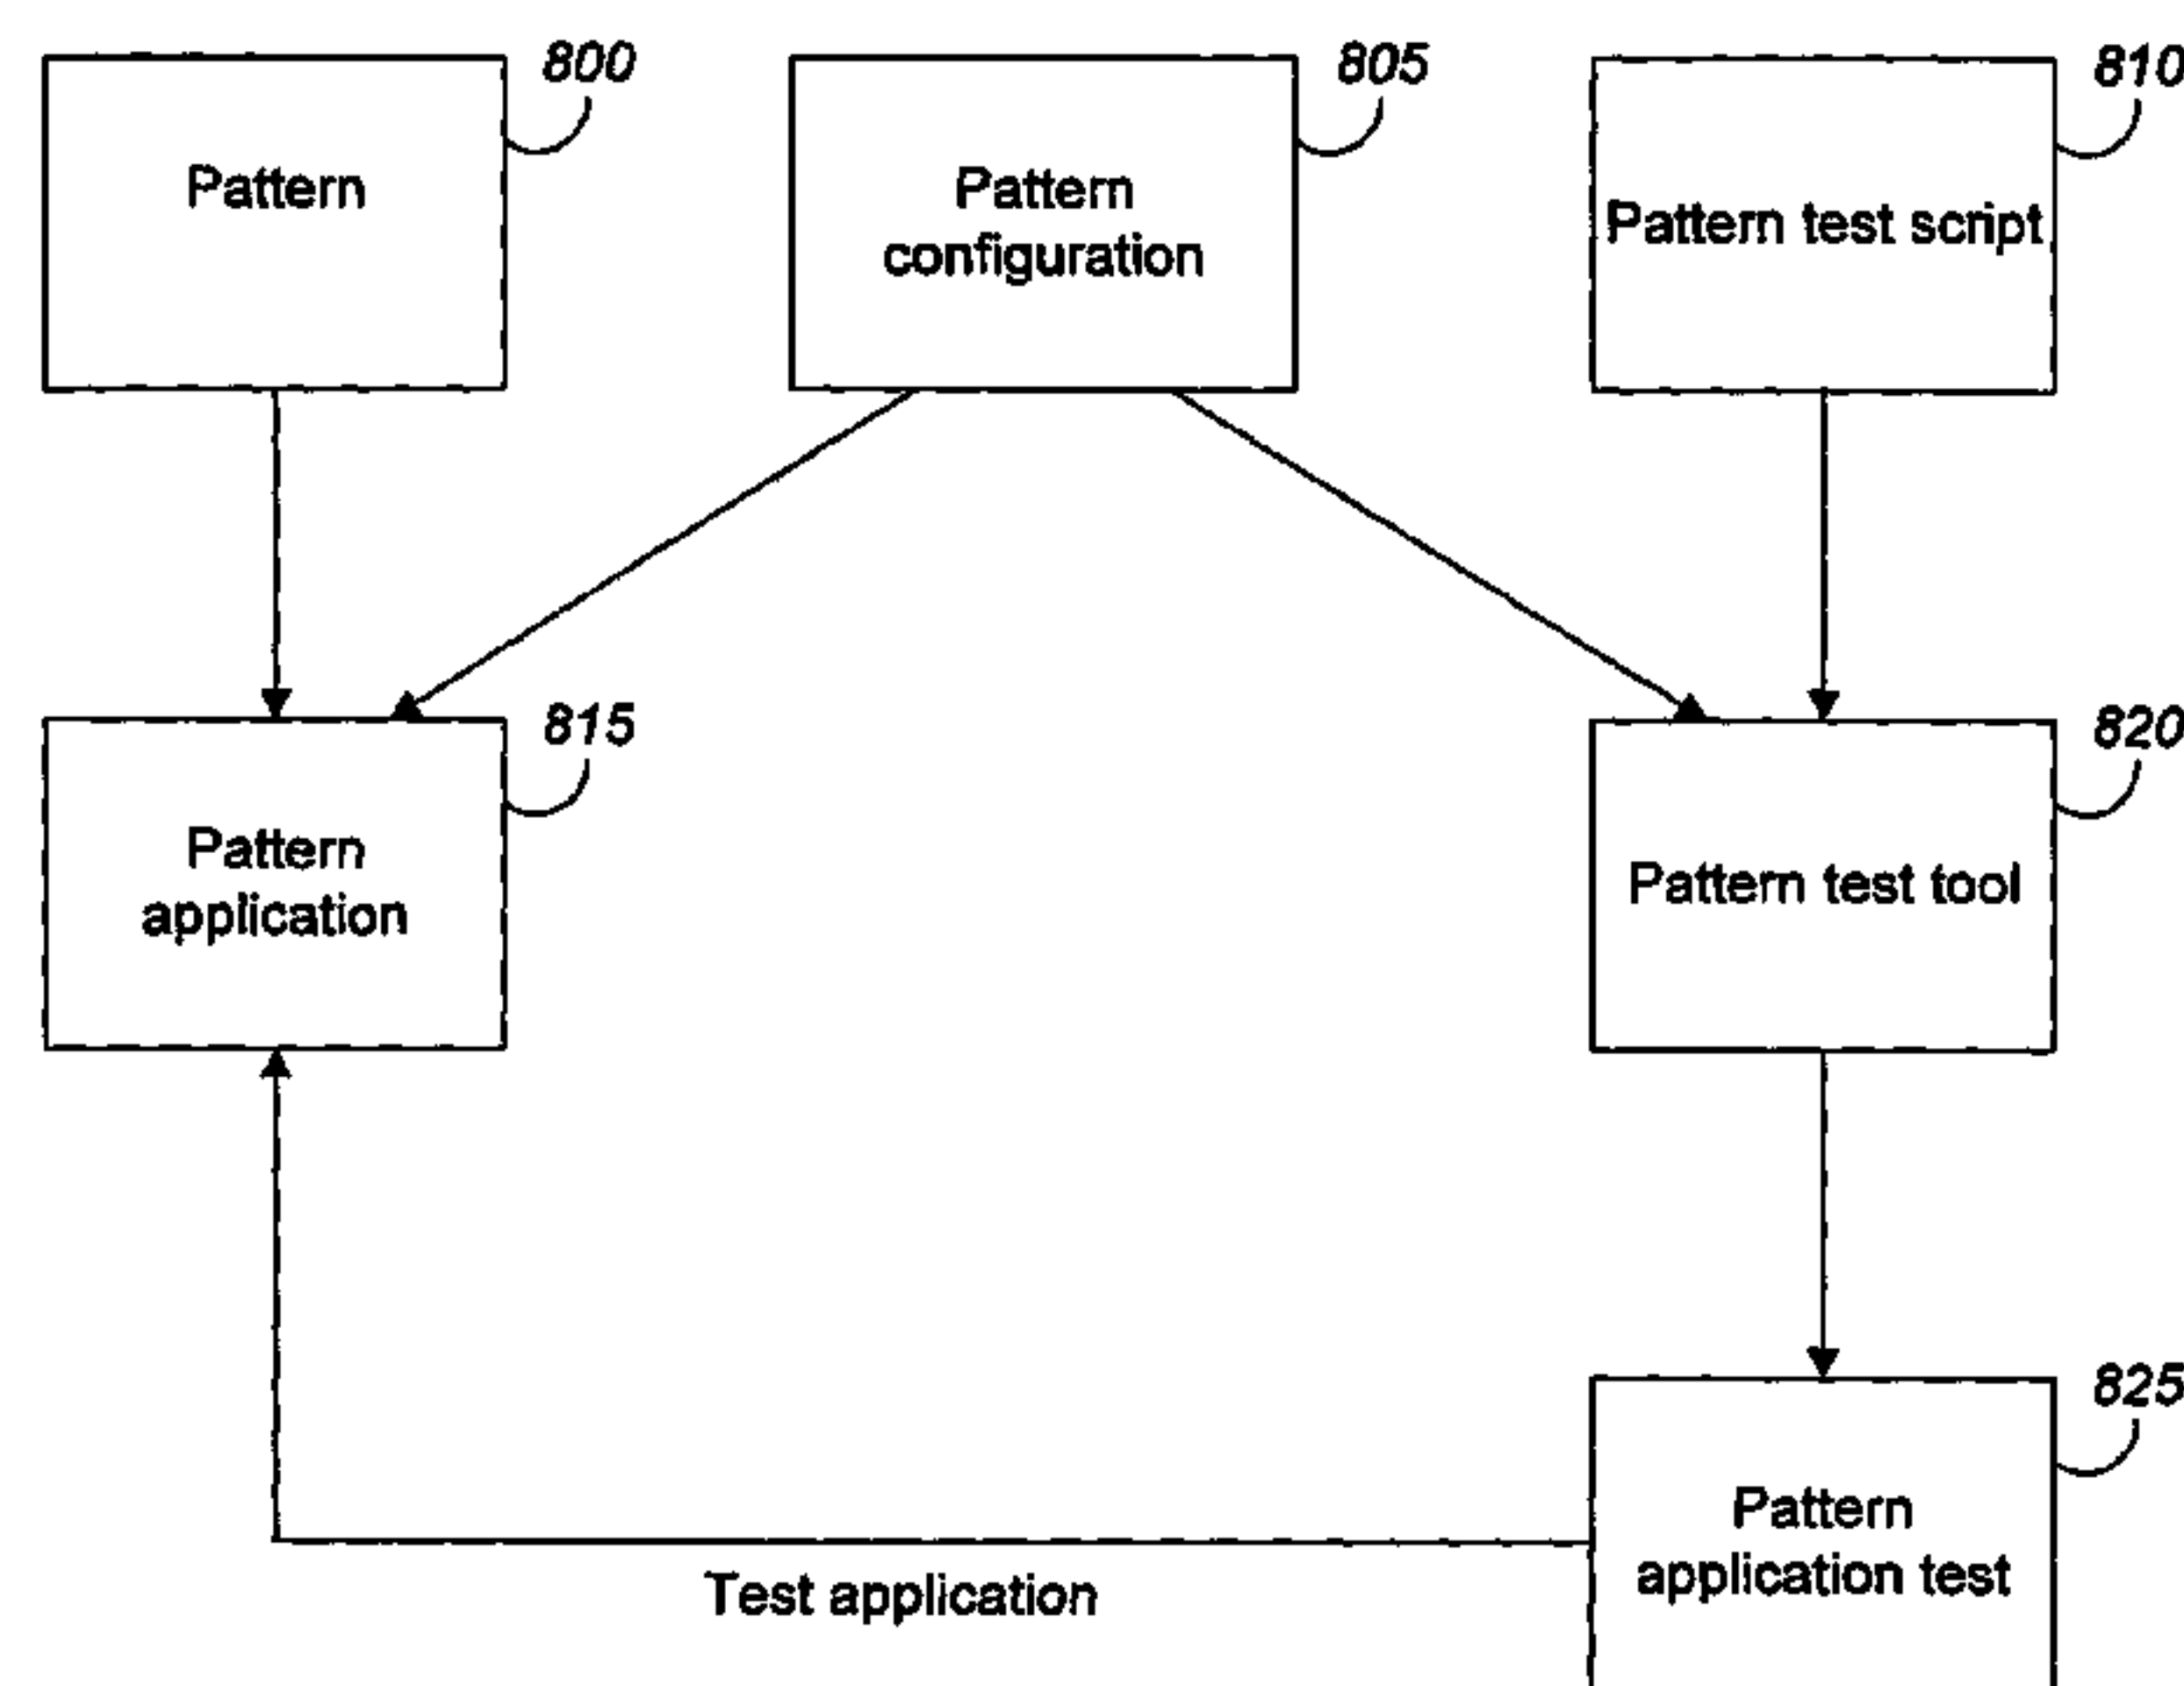 800
805
810
Pattern
Pattern
configuration
Pattern test script
815
820
Pattern
application
Pattern test tool
825
Pattern
application test
Test application